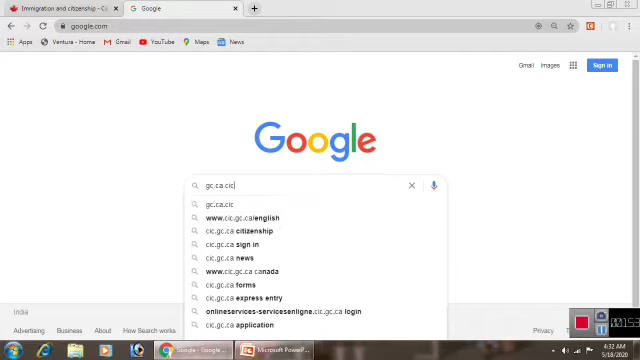 Immigration and citizenship - C
Google
google.com
Apps
Ventura - Home
Gmail
YouTube
Maps
News
Gmail
Images
Sign in
Google
gc.ca cic
gc.ca.cic
www.cic.gc.ca/english
cic.gc.ca citizenship
cic.gc.ca sign in
cic.gc.ca news
www.cic.gc.ca canada
cic.gc.ca forms
cic.gc.ca express entry
onlineservices-servicesenligne.cic.gc.ca login
cic.gc.ca application
India
Advertising
Business
How Search works
Privacy
Google - Google ...
Microsoft PowerP...
4:32 AM
5/18/2020